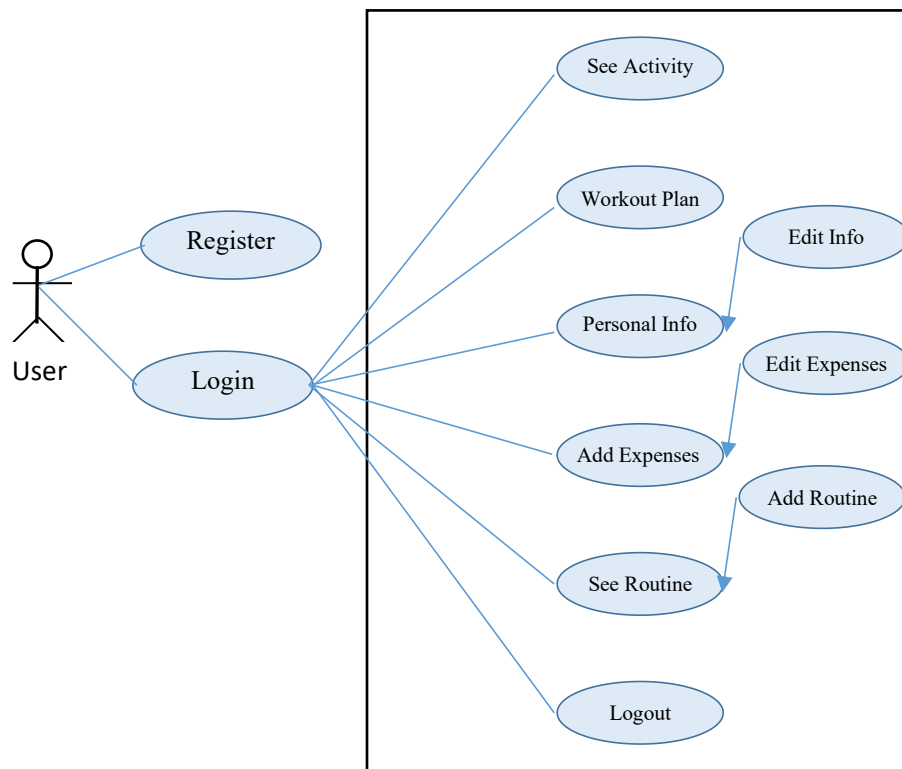 See Activity
Workout Plan
Register
Edit Info
Personal Info
User
Login
Edit Expenses
Add Expenses
Add Routine
See Routine
Logout